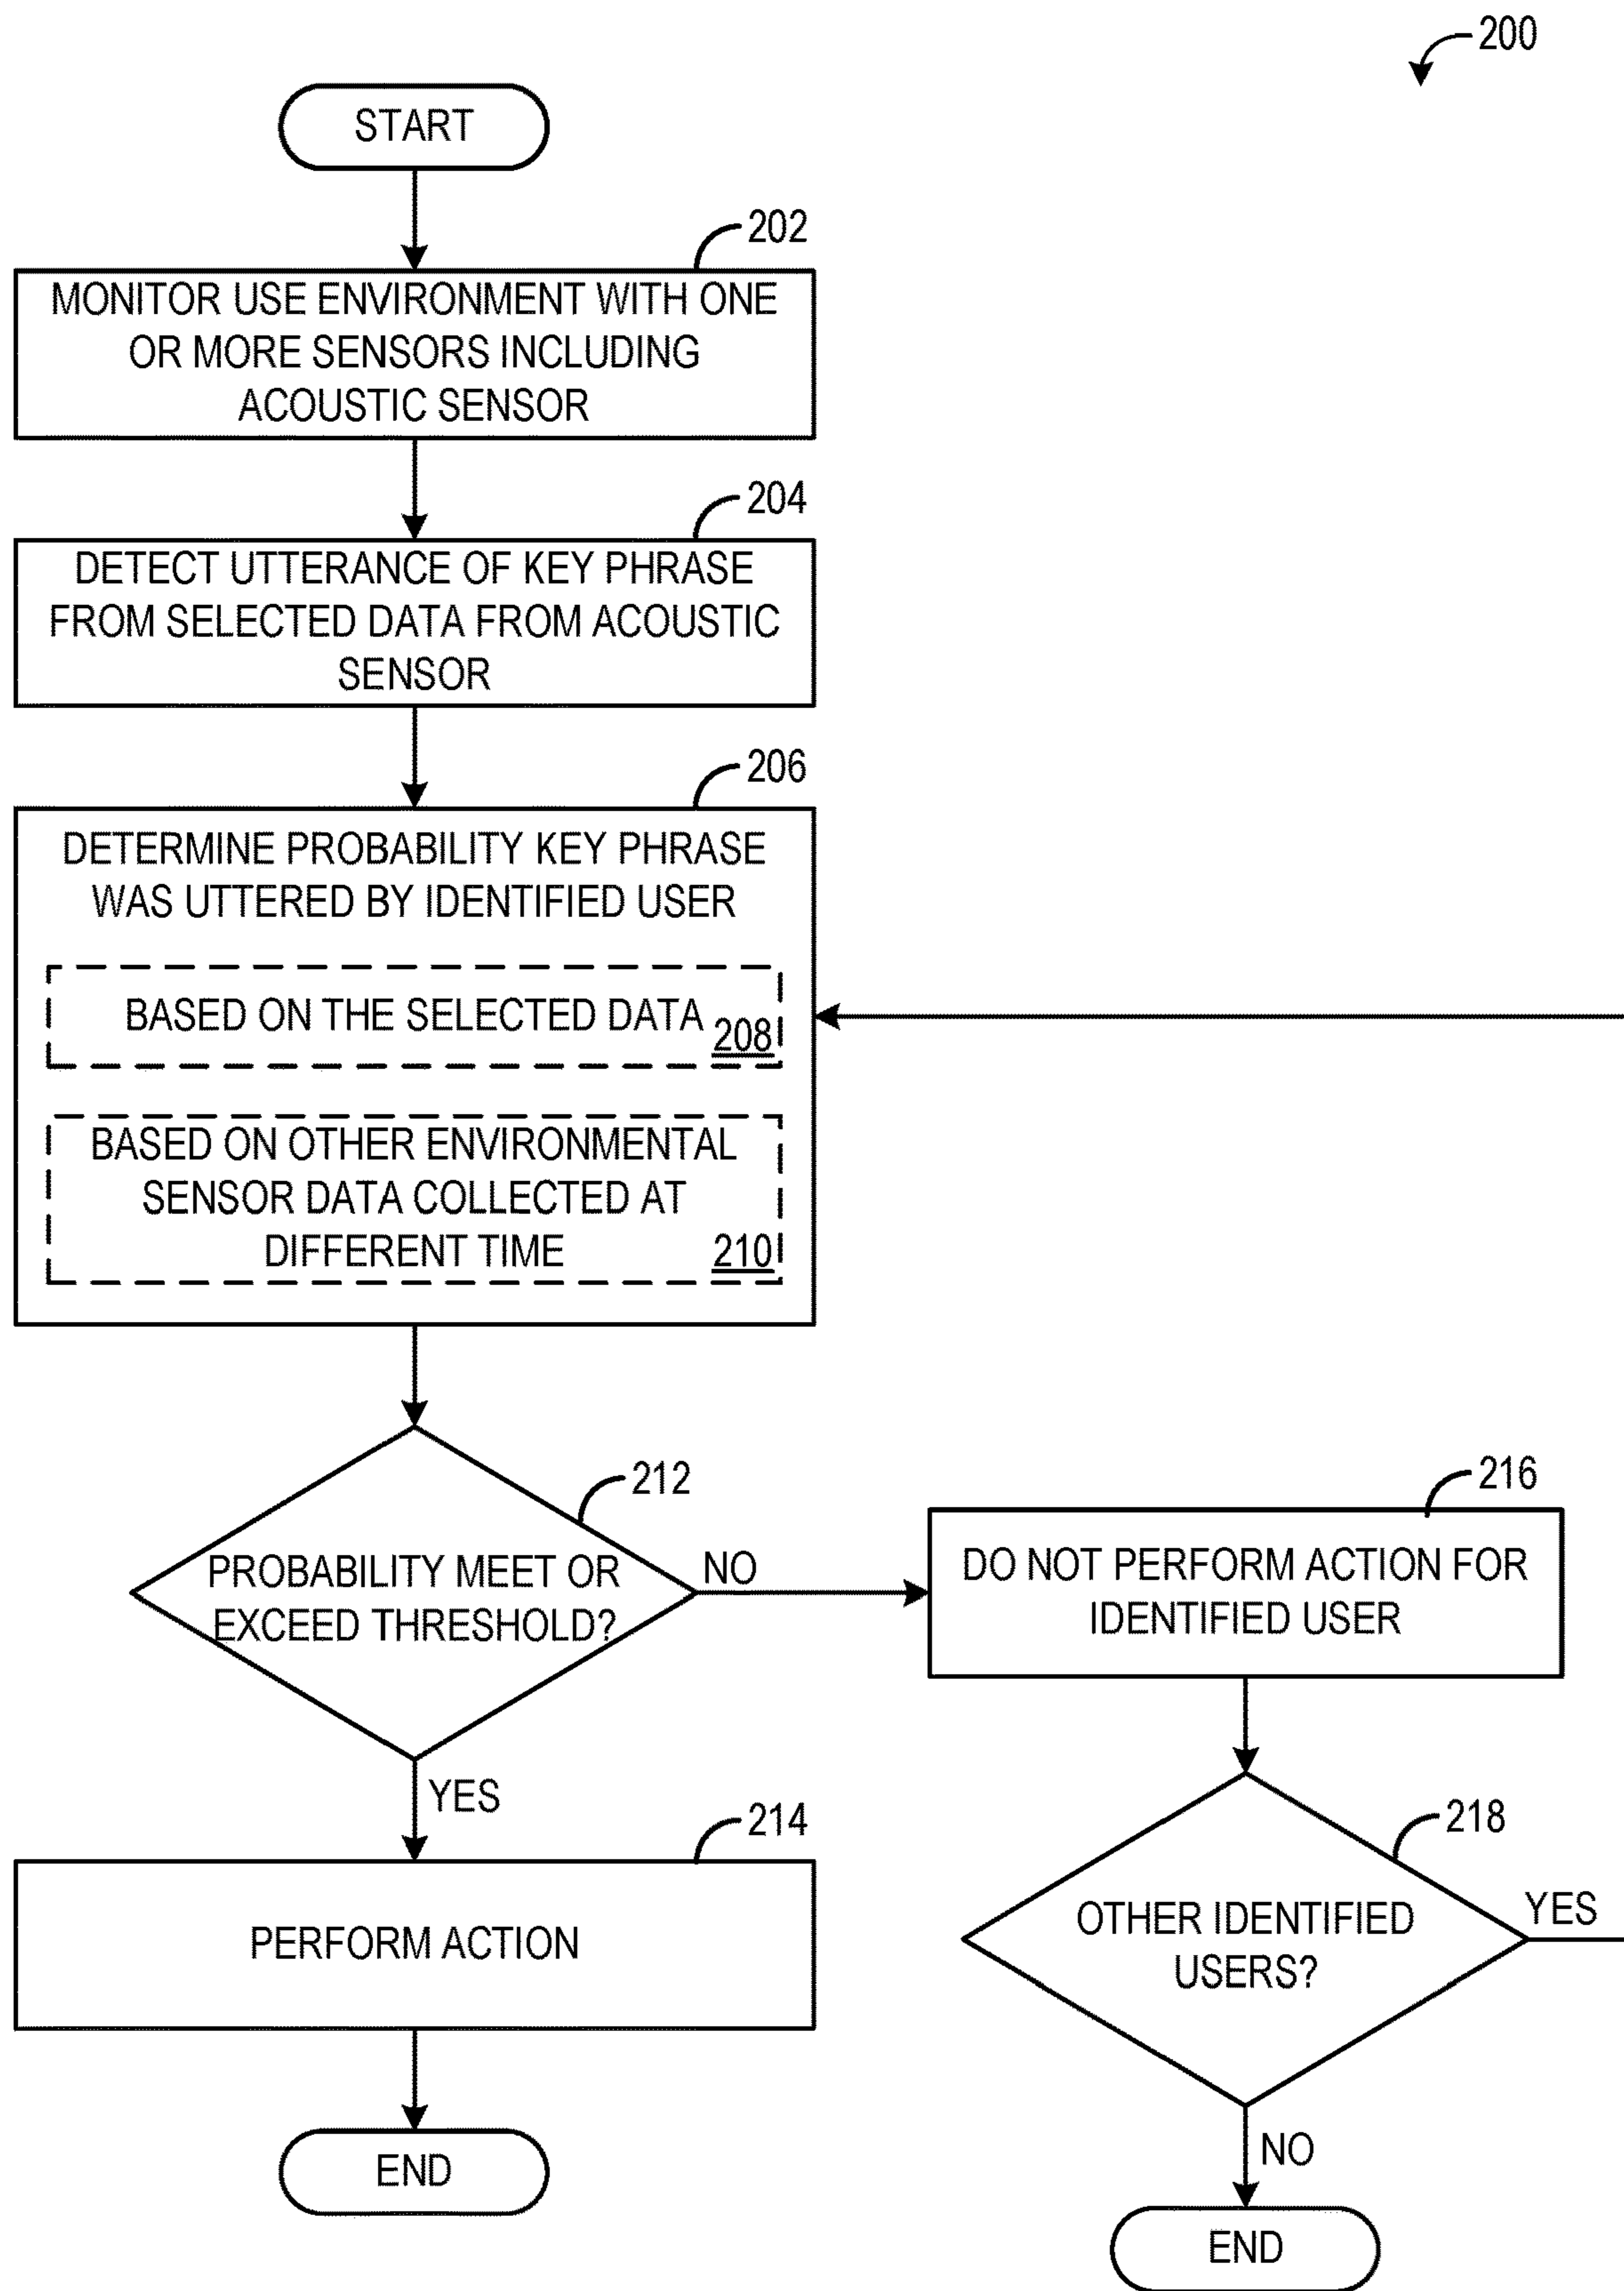 200
START
202
MONITOR USE ENVIRONMENT WITH ONE
OR MORE SENSORS INCLUDING
ACOUSTIC SENSOR
204
DETECT UTTERANCE OF KEY PHRASE
FROM SELECTED DATA FROM ACOUSTIC
SENSOR
206
DETERMINE PROBABILITY KEY PHRASE
WAS UTTERED BY IDENTIFIED USER
BASED ON THE SELECTED DATA
208
BASED ON OTHER ENVIRONMENTAL
SENSOR DATA COLLECTED AT
DIFFERENT TIME
210
212
PROBABILITY MEET OR
EXCEED THRESHOLD?
NO
YES
214
PERFORM ACTION
END
216
DO NOT PERFORM ACTION FOR
IDENTIFIED USER
218
OTHER IDENTIFIED
USERS?
YES
NO
END